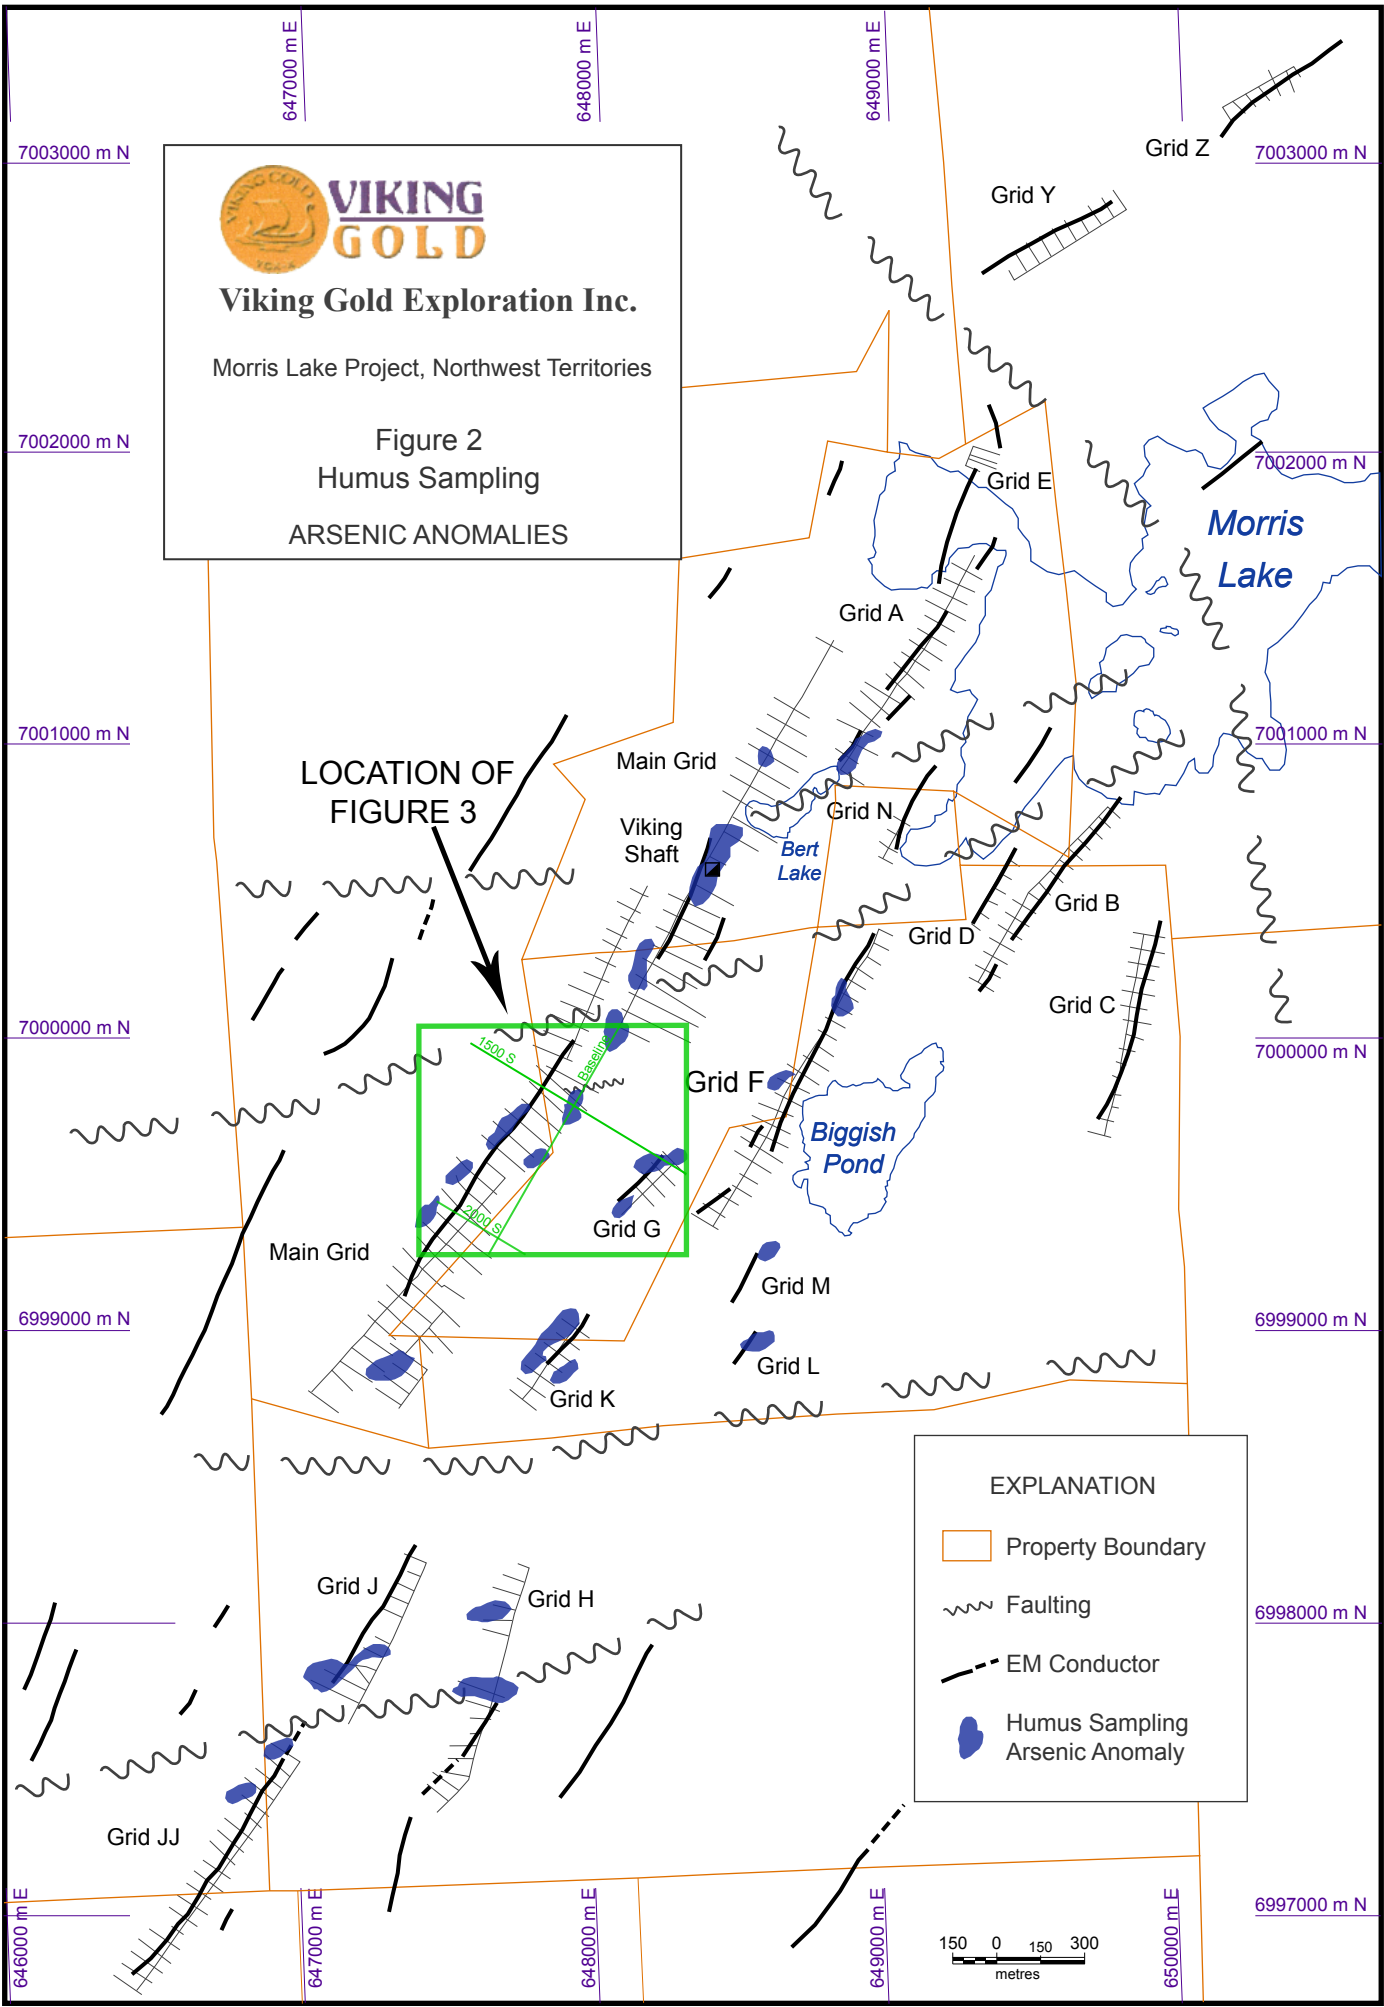 647000 m E
648000 m E
649000 m E
7003000 m N
7003000 m N
VIKING GOLD
VIKING
GOLD
Viking Gold Exploration Inc.
Morris Lake Project, Northwest Territories
Figure 2
Humus Sampling
ARSENIC ANOMALIES
Grid Z
Grid Y
7002000 m N
7002000 m N
Grid E
Morris
Lake
Grid A
7001000 m N
7001000 m N
Main Grid
LOCATION OF
FIGURE 3
Viking
Shaft
Grid N
Bert
Lake
Grid B
Grid D
Grid C
7000000 m N
7000000 m N
1500 S
Baseline
Grid F
Biggish
Pond
2000 S
Grid G
Main Grid
Grid M
6999000 m N
6999000 m N
Grid L
Grid K
EXPLANATION
Property Boundary
Faulting
EM Conductor
Humus Sampling
Arsenic Anomaly
Grid J
Grid H
6998000 m N
Grid JJ
6997000 m N
646000 m E
647000 m E
648000 m E
649000 m E
650000 m E
150 0 150 300
metres